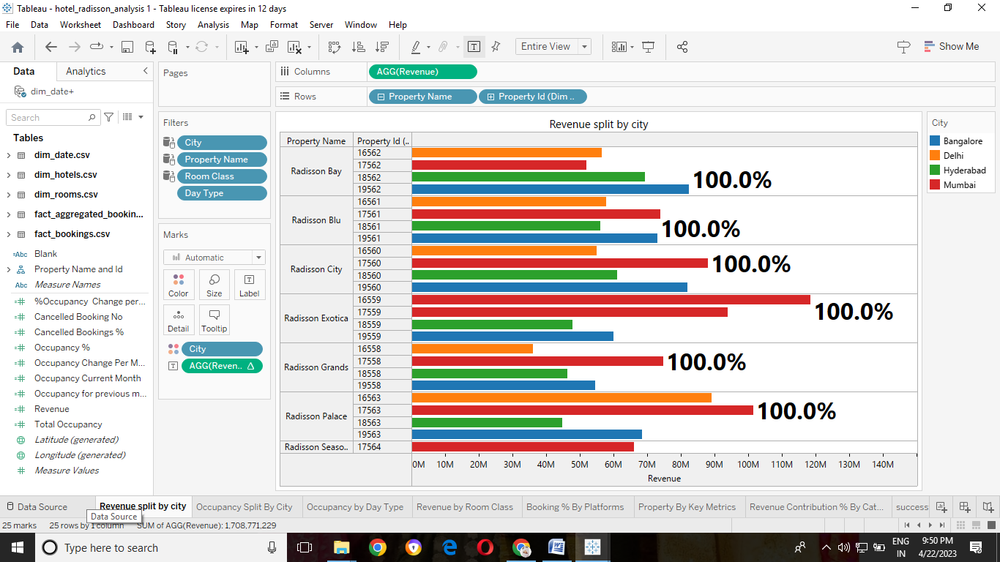 Tableau - hotel_radisson_analysis 1 - Tableau license expires in 12 days
File Data Worksheet Dashboard Story Analysis Map Format Server Window Help
Entire View
Show Me
Data Analytics
dim_date+
Search
Tables
dim_date.csv
dim_hotels.csv
dim_rooms.csv
fact_aggregated_bookin...
fact_bookings.csv
=Abc Blank
Property Name and Id
Abc Measure Names
%Occupancy Change per...
Cancelled Booking No
Cancelled Bookings %
Occupancy %
Occupancy Change Per M...
Occupancy Current Month
Occupancy for previous m...
Revenue
Total Occupancy
Latitude (generated)
Longitude (generated)
Measure Values
Pages
Filters
City
Property Name
Room Class
Day Type
Marks
Automatic
Color Size Label
Detail Tooltip
City
AGG(Reven..
Columns AGG(Revenue)
Rows Property Name Property Id (Dim ..
Revenue split by city
Property Name Property Id (..
Radisson Bay
16562
17562
18562
19562
100.0%
Radisson Blu
16561
17561
18561
19561
100.0%
Radisson City
16560
17560
18560
19560
100.0%
Radisson Exotica
16559
17559
18559
19559
100.0%
Radisson Grands
16558
17558
18558
19558
100.0%
Radisson Palace
16563
17563
18563
19563
100.0%
Radisson Seaso.. 17564
0M 10M 20M 30M 40M 50M 60M 70M 80M 90M 100M 110M 120M 130M 140M
Revenue
City
Bangalore
Delhi
Hyderabad
Mumbai
Data Source Revenue split by city Occupancy Split By City Occupancy by Day Type Revenue by Room Class Booking % By Platforms Property By Key Metrics Revenue Contribution % By Cat... success
Data Source
25 marks 25 rows by 1 column SUM of AGG(Revenue): 1,708,771,229
Type here to search
ENG
IN
9:50 PM
4/22/2023